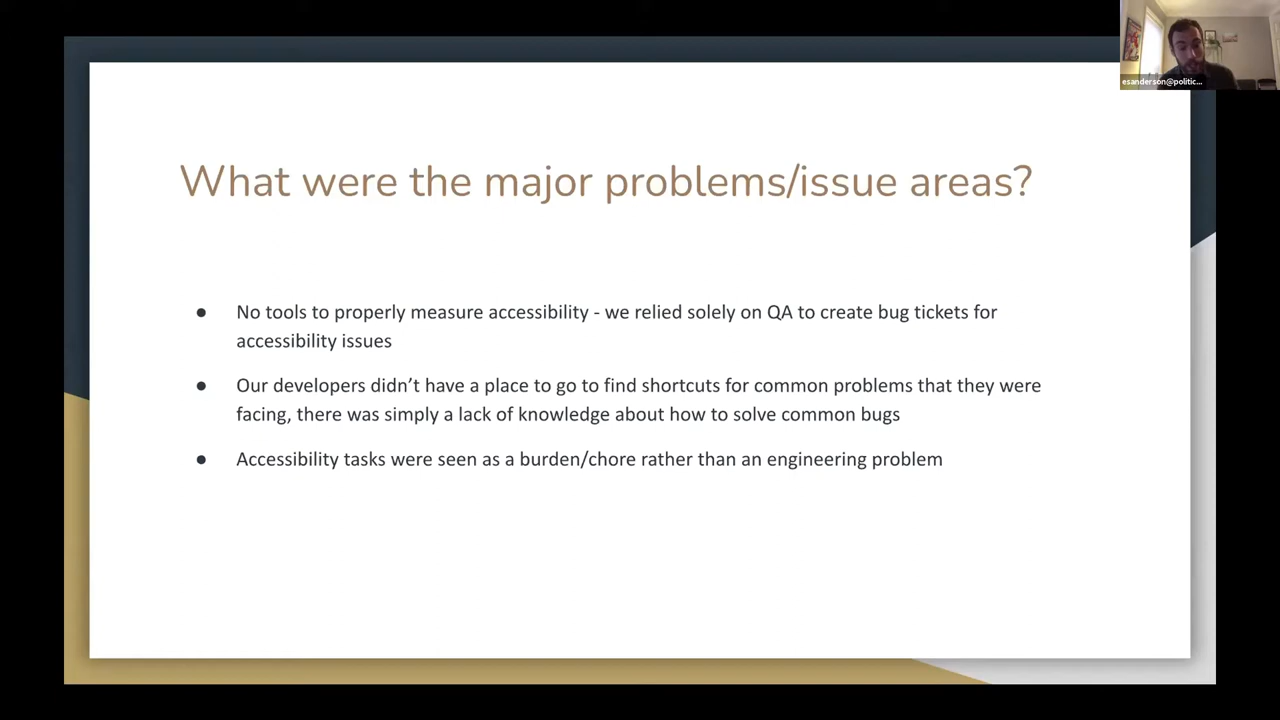 esanderson@politic...
What were the major problems/issue areas?
● No tools to properly measure accessibility - we relied solely on QA to create bug tickets for
accessibility issues
● Our developers didn’t have a place to go to find shortcuts for common problems that they were
facing, there was simply a lack of knowledge about how to solve common bugs
● Accessibility tasks were seen as a burden/chore rather than an engineering problem